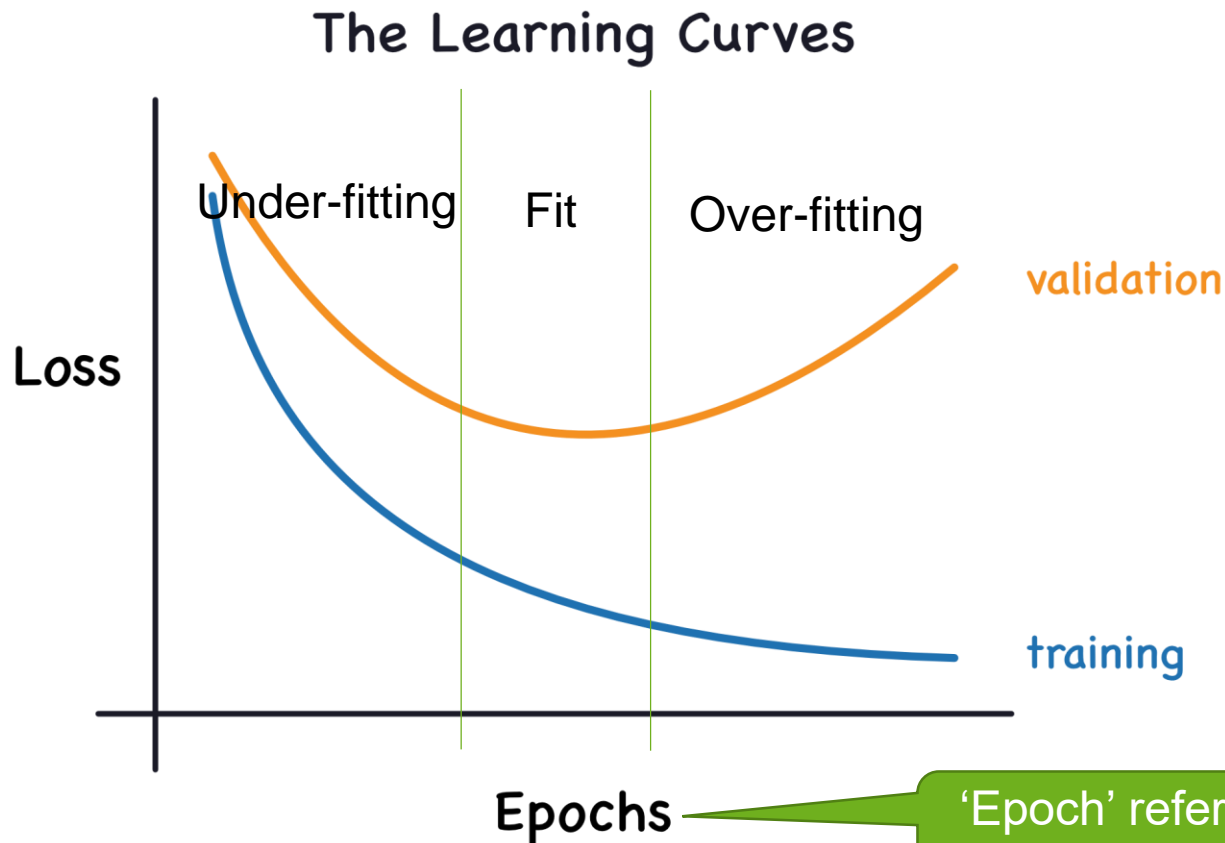 The Learning Curves
Under-fitting
Fit
Over-fitting
validation
Loss
training
Epochs
‘Epoch’ refer